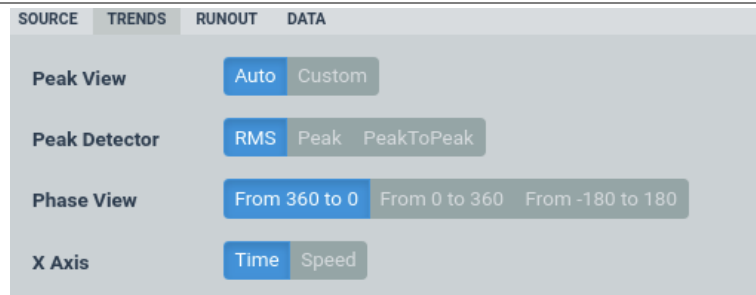 SOURCE TRENDS RUNOUT DATA
Peak View Auto Custom
Peak Detector RMS Peak PeakToPeak
Phase View From 360 to 0 From 0 to 360 From -180 to 180
X Axis Time Speed